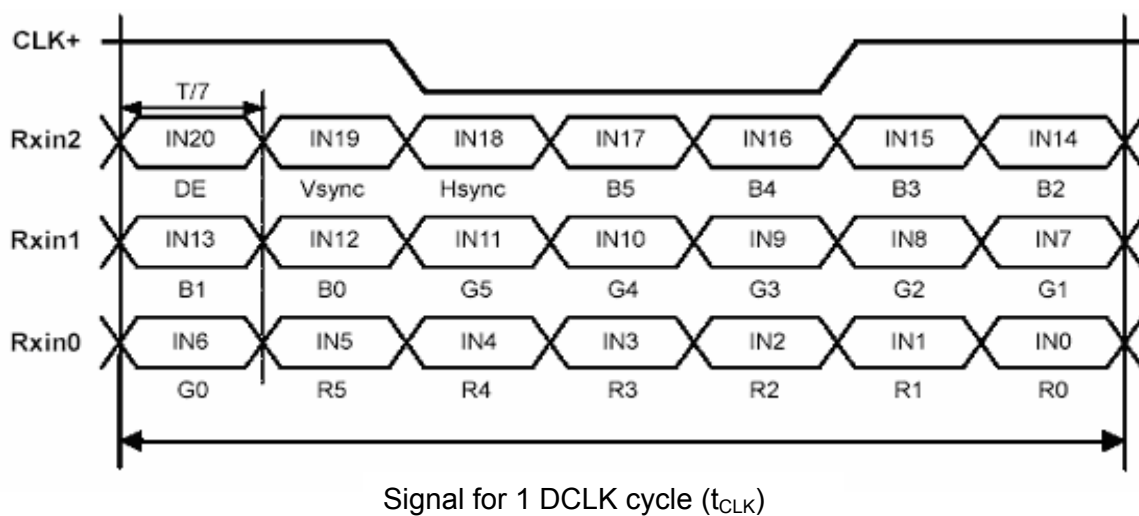 CLK+
T/7
Rxin2 IN20 IN19 IN18 IN17 IN16 IN15 IN14
DE Vsync Hsync B5 B4 B3 B2
Rxin1 IN13 IN12 IN11 IN10 IN9 IN8 IN7
B1 B0 G5 G4 G3 G2 G1
Rxin0 IN6 IN5 IN4 IN3 IN2 IN1 IN0
G0 R5 R4 R3 R2 R1 R0
Signal for 1 DCLK cycle (tCLK)